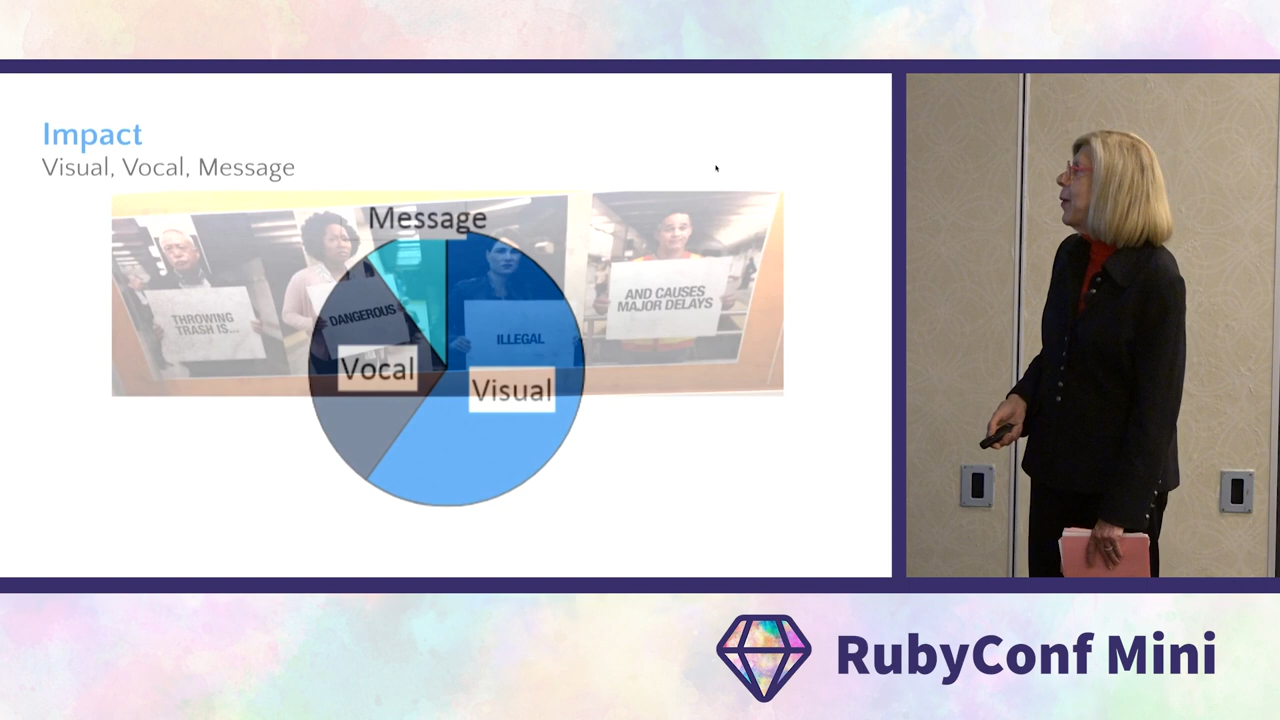 Impact
Visual, Vocal, Message
Message
THROWING
TRASH IS...
DANGEROUS
ILLEGAL
AND CAUSES
MAJOR DELAYS
Vocal
Visual
RubyConf Mini